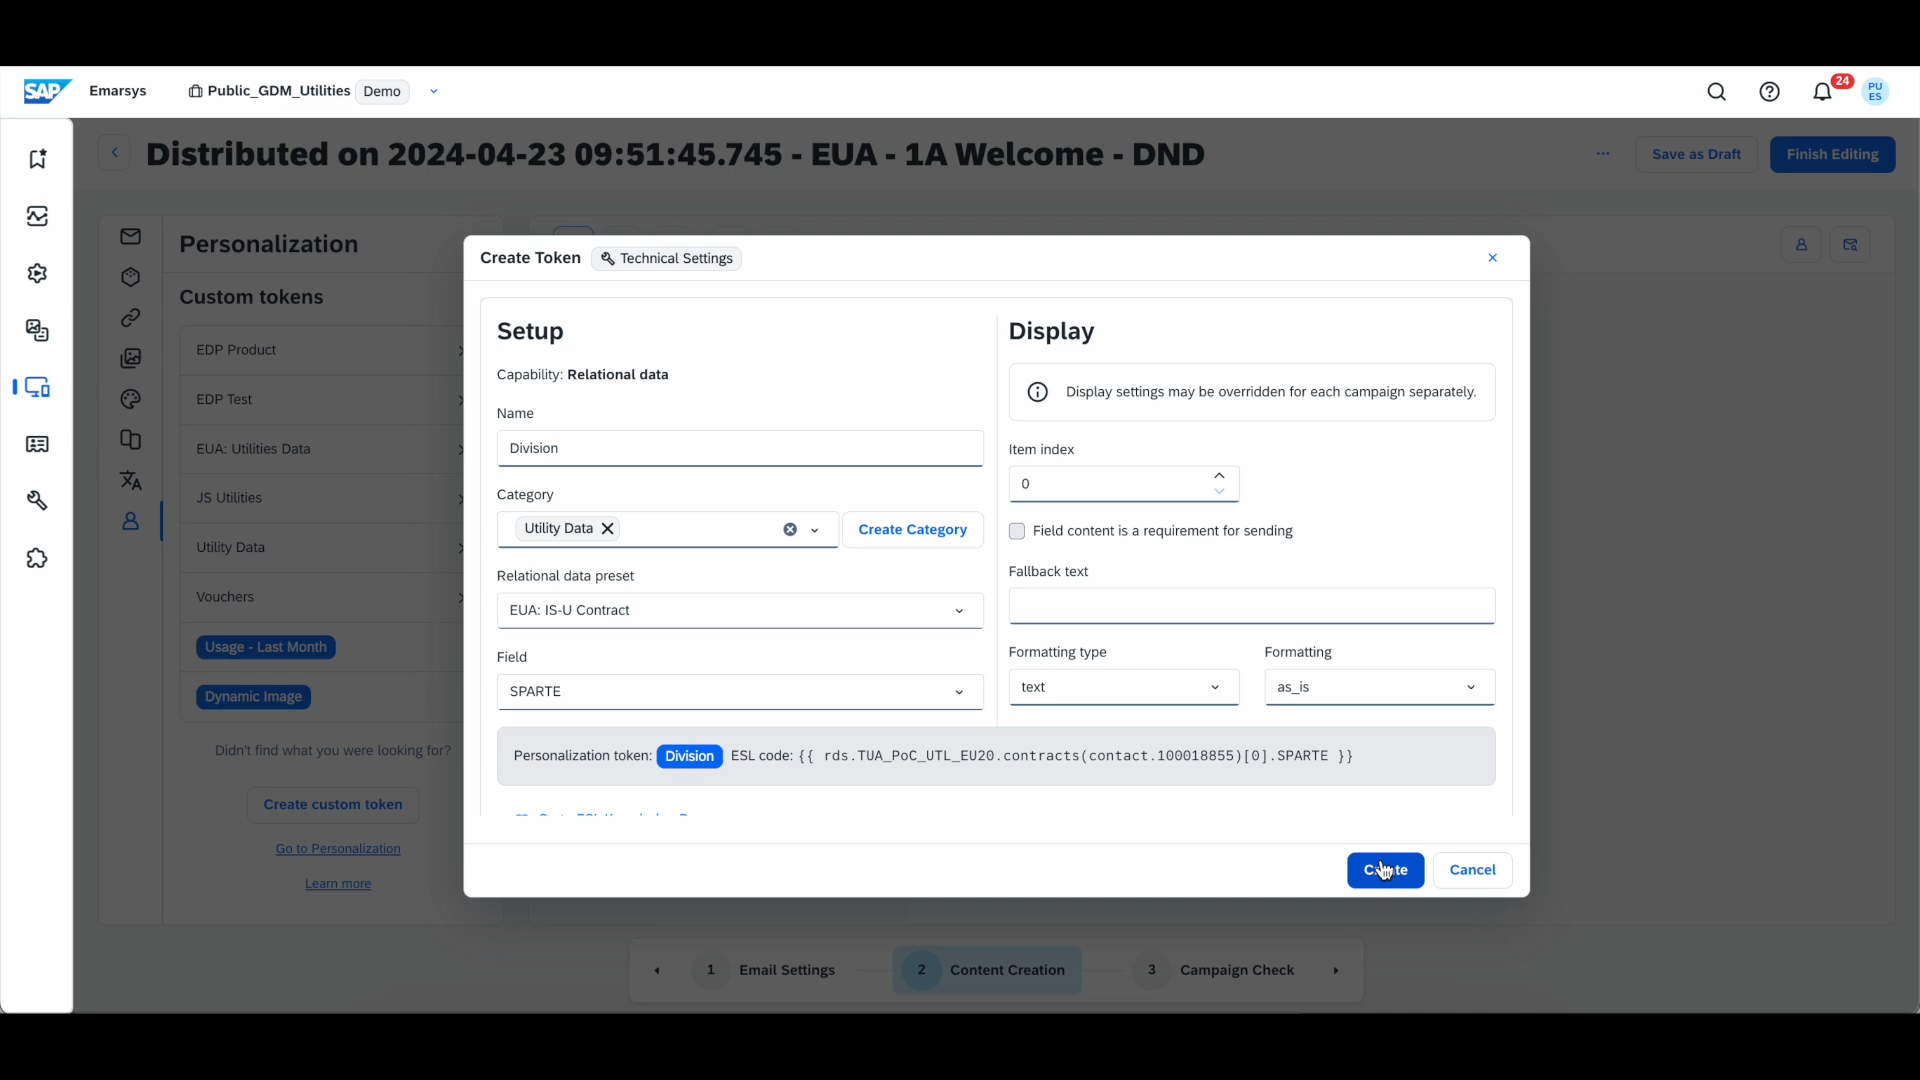 SAP Emarsys Public_GDM_Utilities Demo 24 PU ES
Distributed on 2024-04-23 09:51:45.745 - EUA - 1A Welcome - DND ... Save as Draft Finish Editing
Personalization
Custom tokens
EDP Product
EDP Test
EUA: Utilities Data
JS Utilities
Utility Data
Vouchers
Usage - Last Month
Dynamic Image
Didn't find what you were looking for?
Create custom token
Go to Personalization
Learn more
Create Token Technical Settings
Setup
Capability: Relational data
Name
Division
Category
Utility Data Create Category
Relational data preset
EUA: IS-U Contract
Field
SPARTE
Display
Display settings may be overridden for each campaign separately.
Item index
0
Field content is a requirement for sending
Fallback text
Formatting type Formatting
text as_is
Personalization token: Division ESL code: {{ rds.TUA_PoC_UTL_EU20.contracts(contact.100018855)[0].SPARTE }}
Create Cancel
1 Email Settings 2 Content Creation 3 Campaign Check